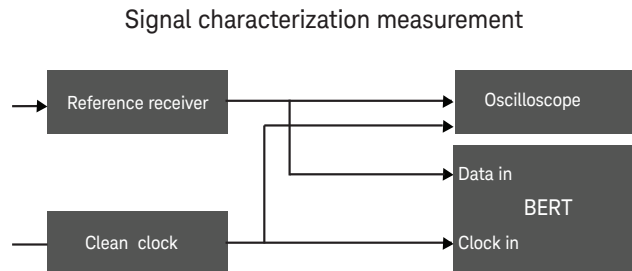 Signal characterization measurement
Reference receiver
Oscilloscope
Data in
BERT
Clean clock
Clock in